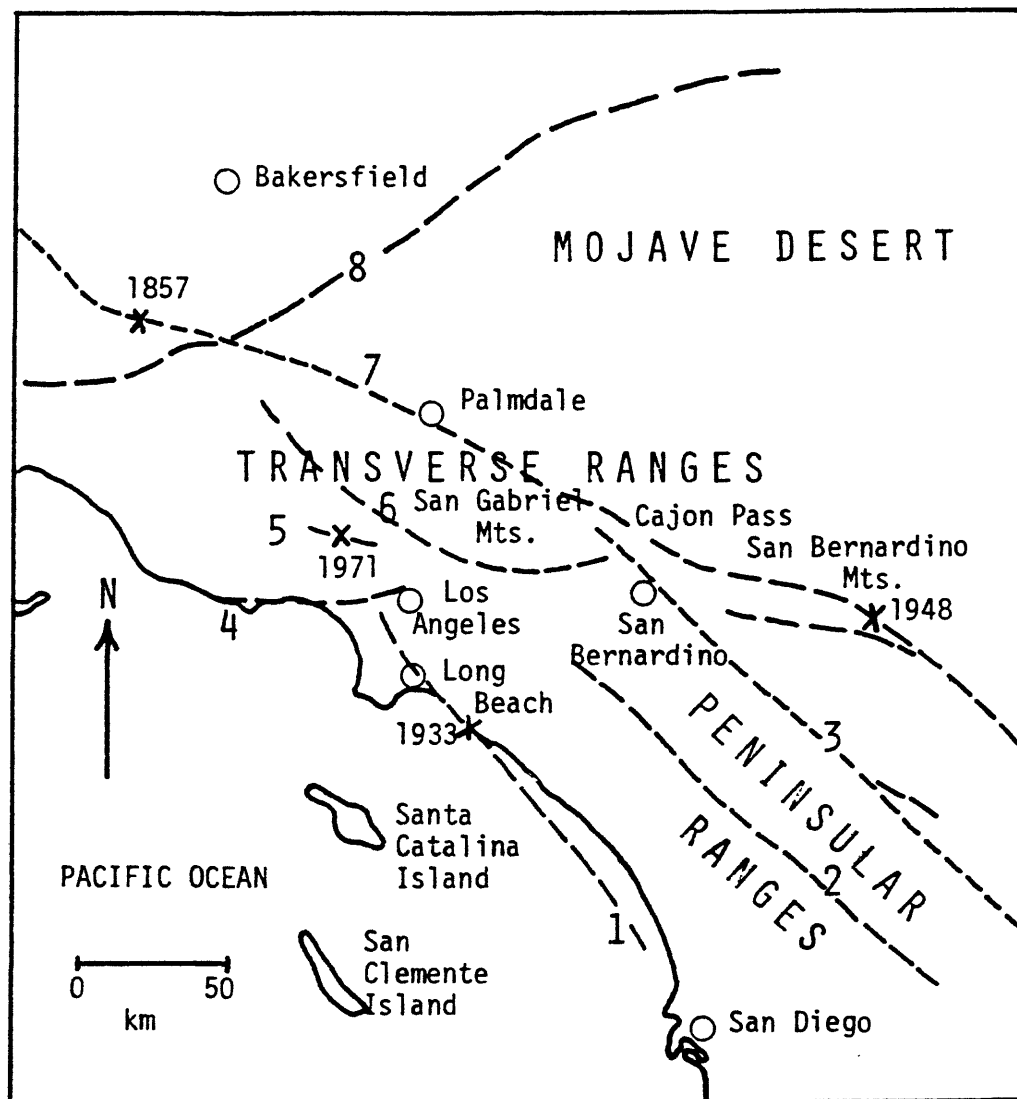 Bakersfield
MOJAVE DESERT
8
1857
7
Palmdale
TRANSVERSE RANGES
6
San Gabriel
Mts.
Cajon Pass
5
1971
San Bernardino
Mts.
1948
N
4
Los
Angeles
San
Bernardino
Long
Beach
1933
3
PENINSULAR
RANGES
2
Santa
Catalina
Island
PACIFIC OCEAN
1
San
Clemente
Island
0 50
km
San Diego